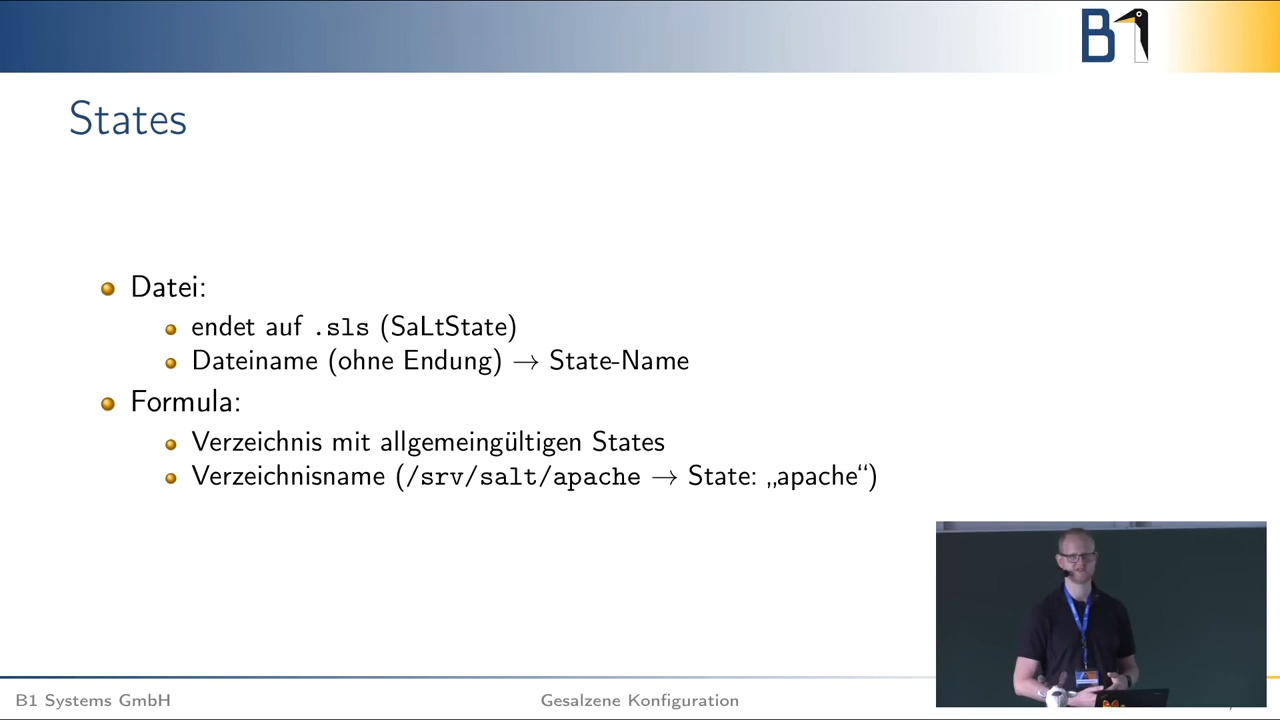 B1
States
Datei:
endet auf .sls (SaLtState)
Dateiname (ohne Endung) → State-Name
Formula:
Verzeichnis mit allgemeingültigen States
Verzeichnisname (/srv/salt/apache → State: „apache“)
B1 Systems GmbH
Gesalzene Konfiguration